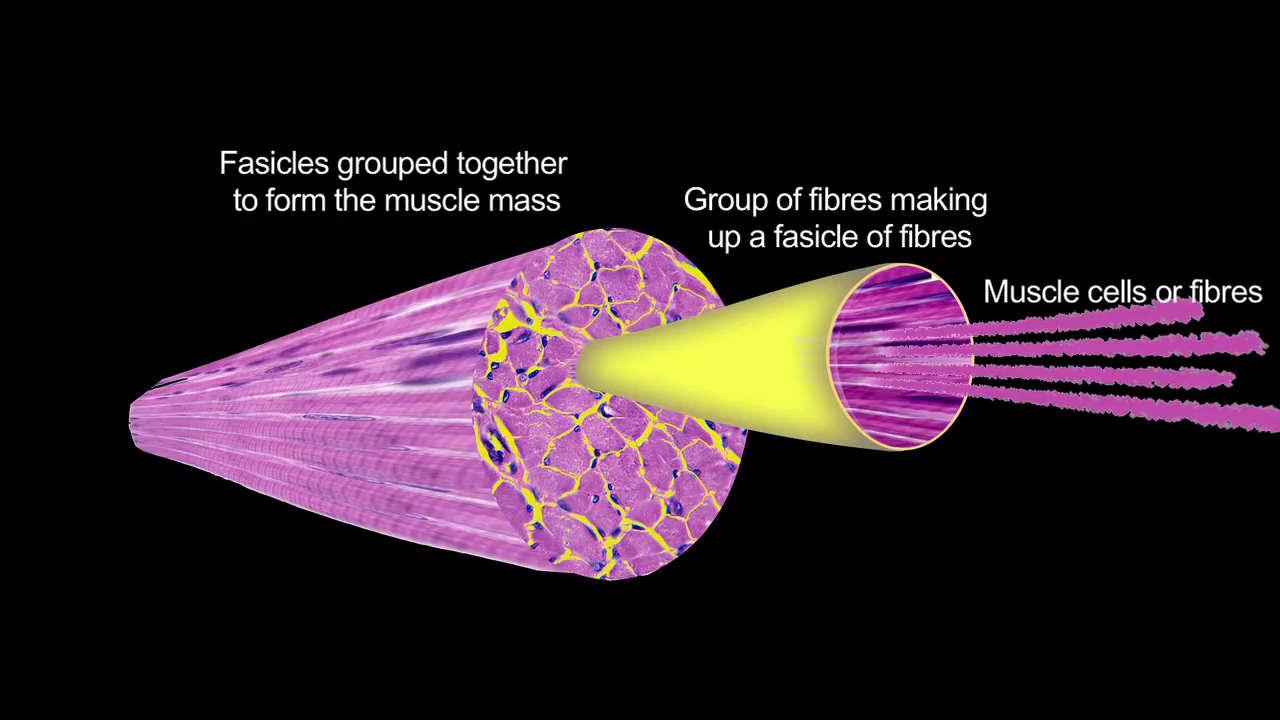 Fasicles grouped together
to form the muscle mass
Group of fibres making
up a fasicle of fibres
Muscle cells or fibres